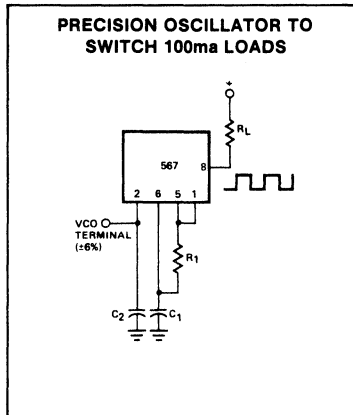 PRECISION OSCILLATOR TO
SWITCH 100ma LOADS
+
RL
567
8
2 6 5 1
VCO
TERMINAL
(±6%)
R1
C2 C1